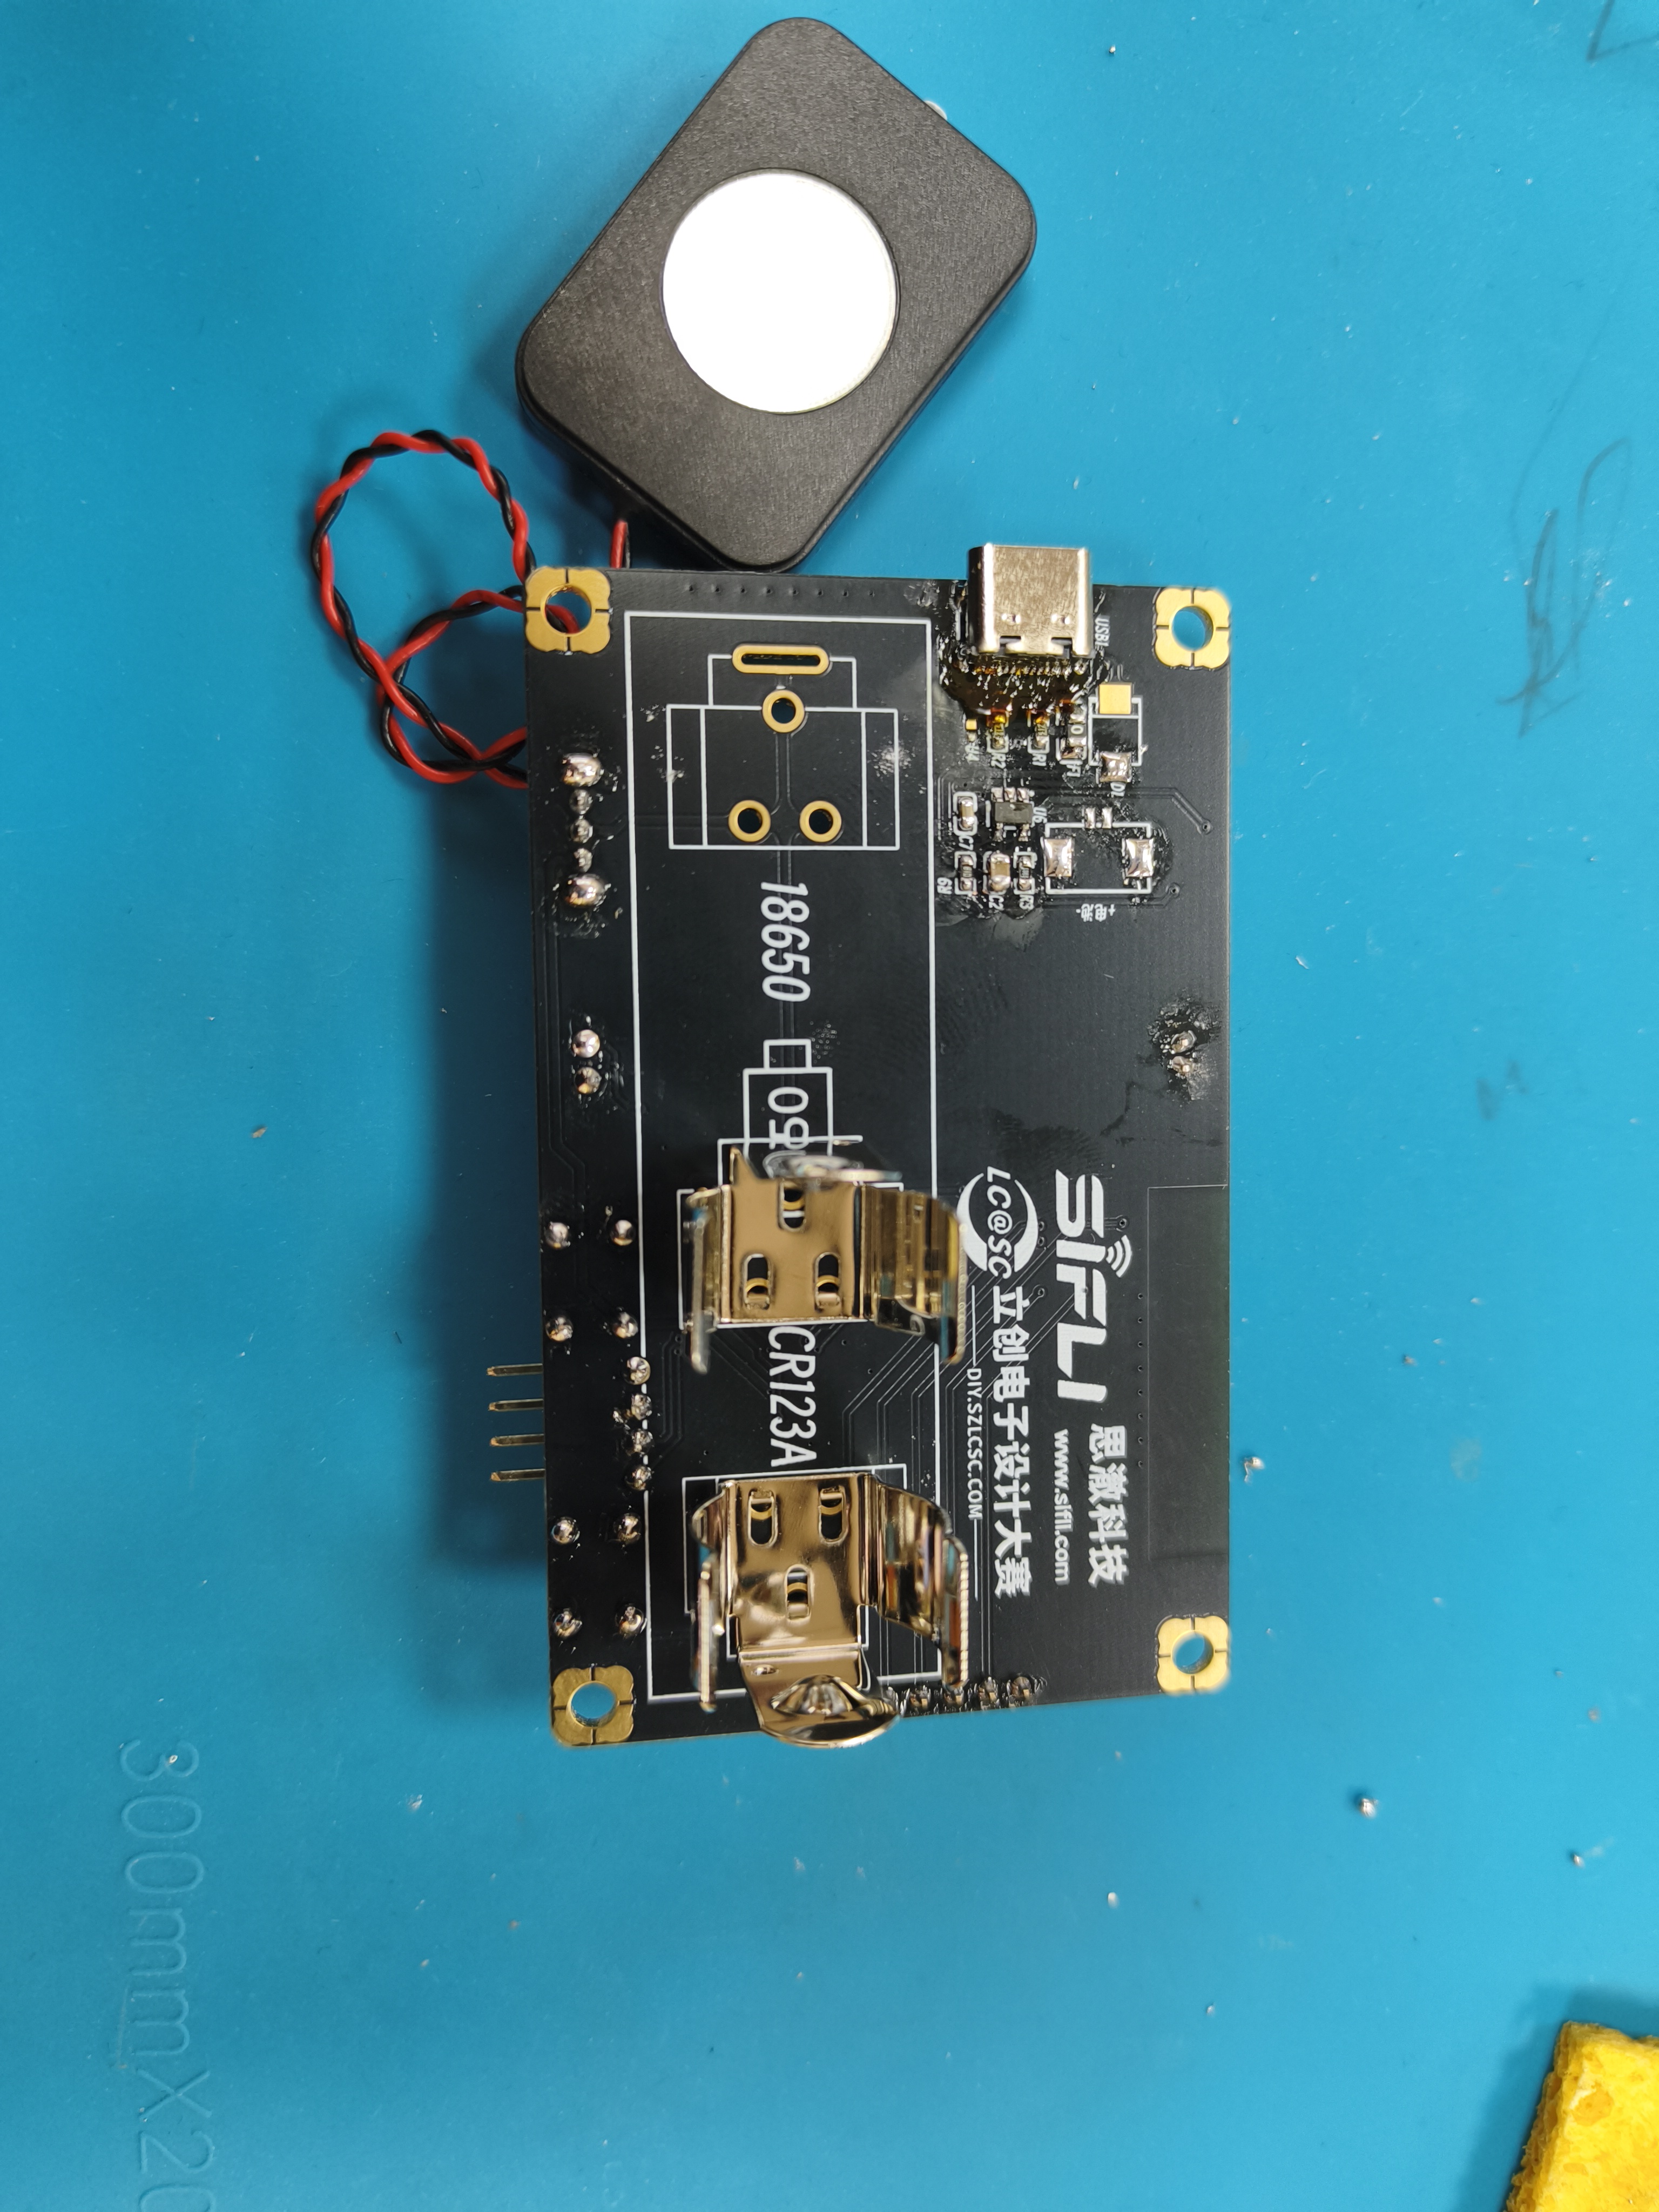 SIFLI 思澈科技
www.sifli.com
LC@SC 立创电子设计大赛
DIY.SZLCSC.COM
USB1
D1
F1
R1
R2
U4
U6
R3
C2
C7
R9
+电池-
18650
CR123A
300mmX20